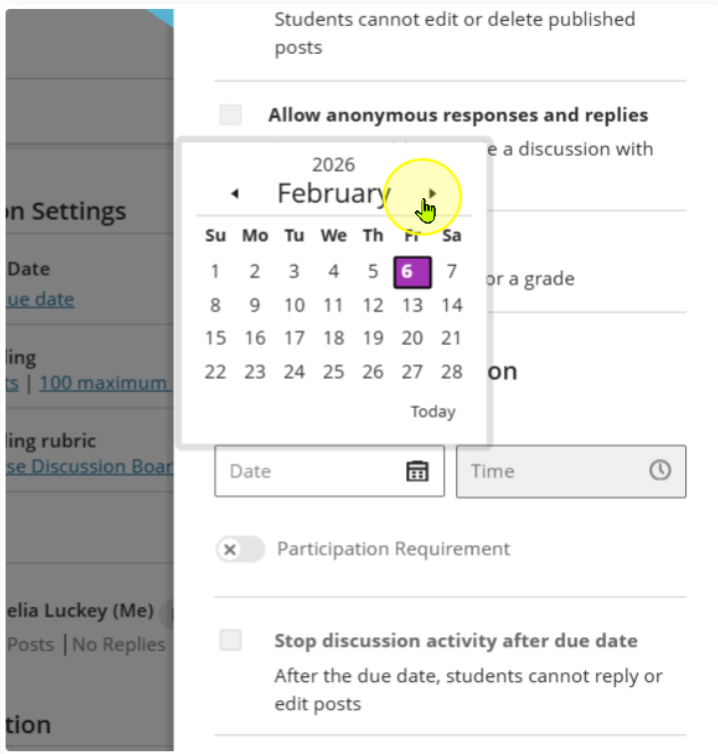 Students cannot edit or delete published
posts
Allow anonymous responses and replies
e a discussion with
2026
February
Su Mo Tu We Th Fr Sa
1 2 3 4 5 6 7
8 9 10 11 12 13 14
15 16 17 18 19 20 21
22 23 24 25 26 27 28
Today
or a grade
on
Date
Time
Participation Requirement
Stop discussion activity after due date
After the due date, students cannot reply or
edit posts
on Settings
Date
ue date
ling
ts | 100 maximum
ling rubric
se Discussion Boar
elia Luckey (Me)
Posts | No Replies
tion